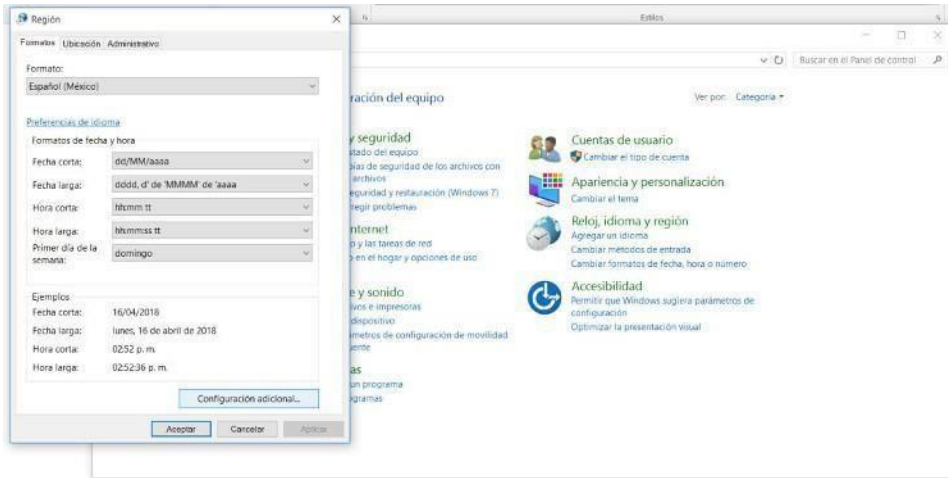 Región
Formatos Ubicación Administrativo
Formato:
Español (México)
Preferencias de idioma
Formatos de fecha y hora
Fecha corta: dd/MM/aaaa
Fecha larga: dddd, d' de 'MMMM' de 'aaaa
Hora corta: hh:mm tt
Hora larga: hh:mm:ss tt
Primer día de la
semana: domingo
Ejemplos
Fecha corta: 16/04/2018
Fecha larga: lunes, 16 de abril de 2018
Hora corta: 02:52 p. m.
Hora larga: 02:52:36 p. m.
Configuración adicional...
Aceptar Cancelar Aplicar
Estilos
Buscar en el Panel de control
ración del equipo
Ver por: Categoría
y seguridad
stado del equipo
pias de seguridad de los archivos con
archivos
eguridad y restauración (Windows 7)
regir problemas
nternet
o y las tareas de red
o en el hogar y opciones de uso
e y sonido
ivos e impresoras
dispositivo
ámetros de configuración de movilidad
uente
as
un programa
ogramas
Cuentas de usuario
Cambiar el tipo de cuenta
Apariencia y personalización
Cambiar el tema
Reloj, idioma y región
Agregar un idioma
Cambiar métodos de entrada
Cambiar formatos de fecha, hora o número
Accesibilidad
Permitir que Windows sugiera parámetros de
configuración
Optimizar la presentación visual